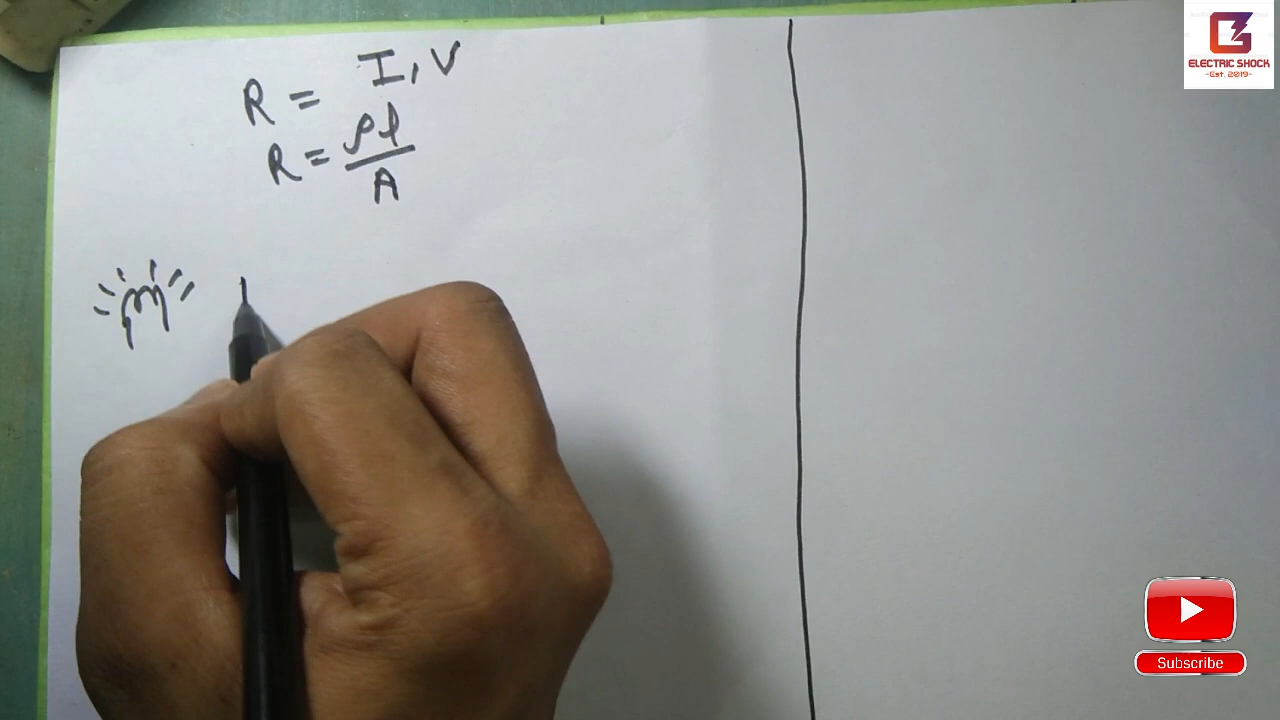 R = I, V
R = ρl/A
ELECTRIC SHOCK
-Est. 2019-
Subscribe